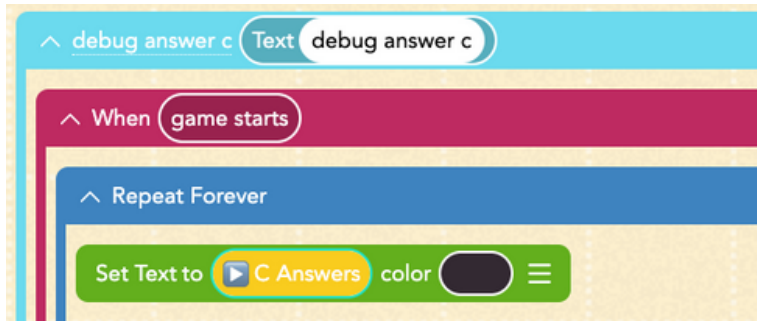 debug answer c Text debug answer c
When game starts
Repeat Forever
Set Text to C Answers color